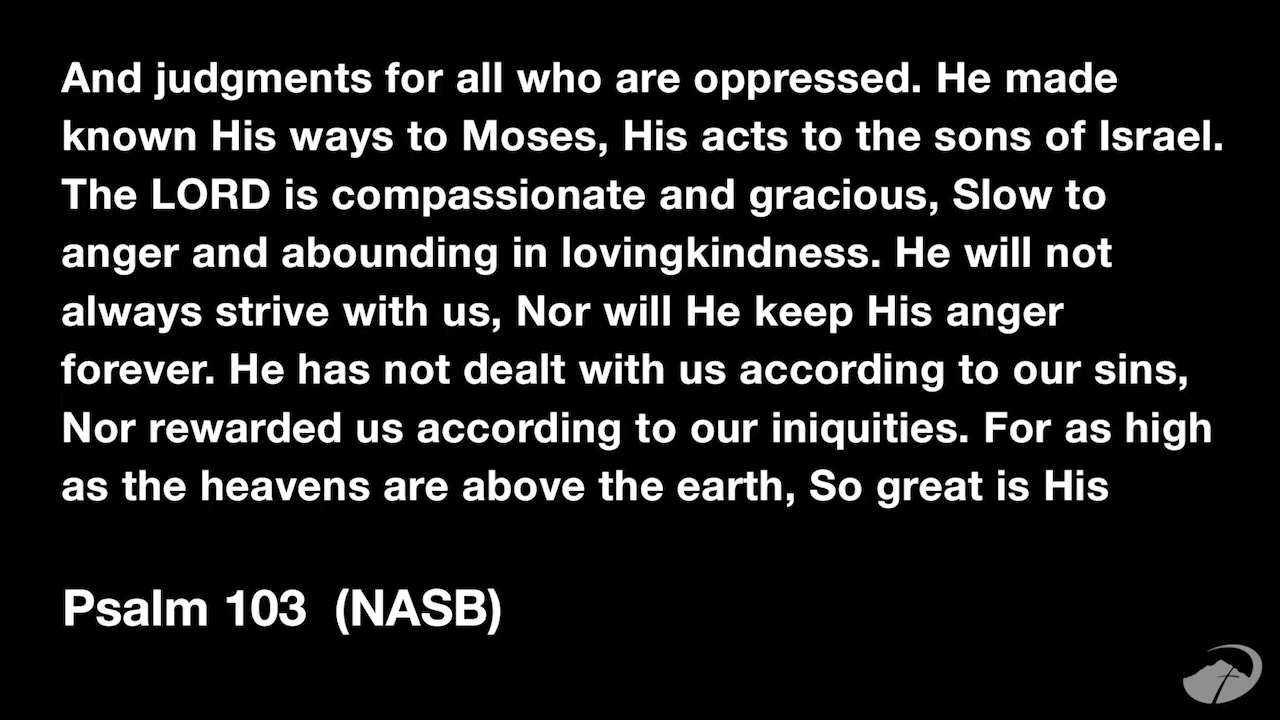 And judgments for all who are oppressed. He made
known His ways to Moses, His acts to the sons of Israel.
The LORD is compassionate and gracious, Slow to
anger and abounding in lovingkindness. He will not
always strive with us, Nor will He keep His anger
forever. He has not dealt with us according to our sins,
Nor rewarded us according to our iniquities. For as high
as the heavens are above the earth, So great is His
Psalm 103 (NASB)